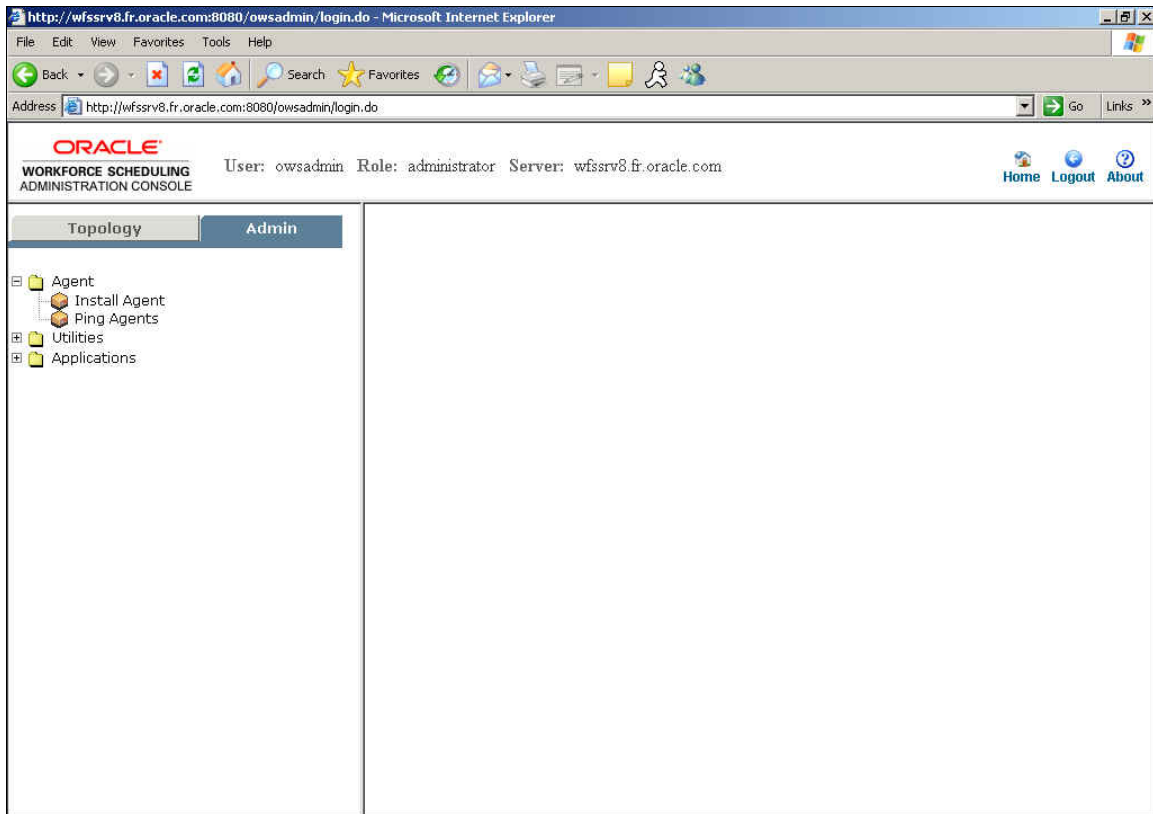 http://wfssrv8.fr.oracle.com:8080/owsadmin/login.do - Microsoft Internet Explorer
File Edit View Favorites Tools Help
Back Search Favorites
Address http://wfssrv8.fr.oracle.com:8080/owsadmin/login.do Go Links »
ORACLE
WORKFORCE SCHEDULING
ADMINISTRATION CONSOLE
User: owsadmin Role: administrator Server: wfssrv8.fr.oracle.com
Home Logout About
Topology Admin
Agent
Install Agent
Ping Agents
Utilities
Applications